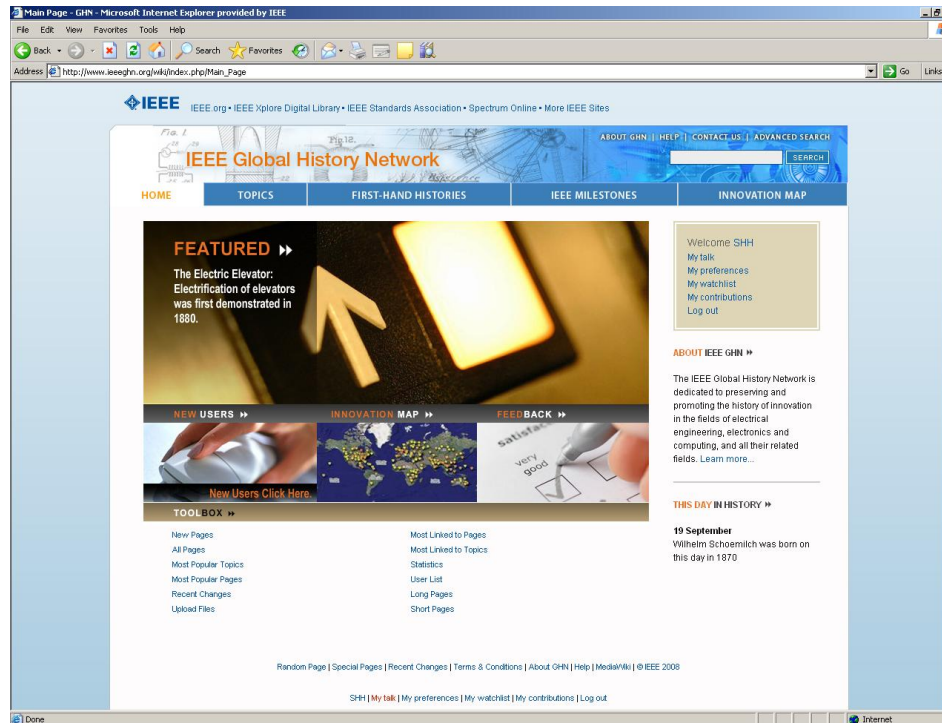 Main Page - GHN - Microsoft Internet Explorer provided by IEEE
File Edit View Favorites Tools Help
Back Search Favorites
Address http://www.ieeeghn.org/wiki/index.php/Main_Page Go Links
IEEE IEEE.org • IEEE Xplore Digital Library • IEEE Standards Association • Spectrum Online • More IEEE Sites
Fig. 1. Fig. 12.
ABOUT GHN | HELP | CONTACT US | ADVANCED SEARCH
IEEE Global History Network
SEARCH
HOME TOPICS FIRST-HAND HISTORIES IEEE MILESTONES INNOVATION MAP
FEATURED
The Electric Elevator:
Electrification of elevators
was first demonstrated in
1880.
Welcome SHH
My talk
My preferences
My watchlist
My contributions
Log out
ABOUT IEEE GHN
The IEEE Global History Network is
dedicated to preserving and
promoting the history of innovation
in the fields of electrical
engineering, electronics and
computing, and all their related
fields. Learn more...
NEW USERS INNOVATION MAP FEEDBACK
very
good
New Users Click Here.
THIS DAY IN HISTORY
19 September
Wilhelm Schoemilch was born on
this day in 1870
TOOLBOX
New Pages
All Pages
Most Popular Topics
Most Popular Pages
Recent Changes
Upload Files
Most Linked to Pages
Most Linked to Topics
Statistics
User List
Long Pages
Short Pages
Random Page | Special Pages | Recent Changes | Terms & Conditions | About GHN | Help | MediaWiki | © IEEE 2008
SHH | My talk | My preferences | My watchlist | My contributions | Log out
Done Internet